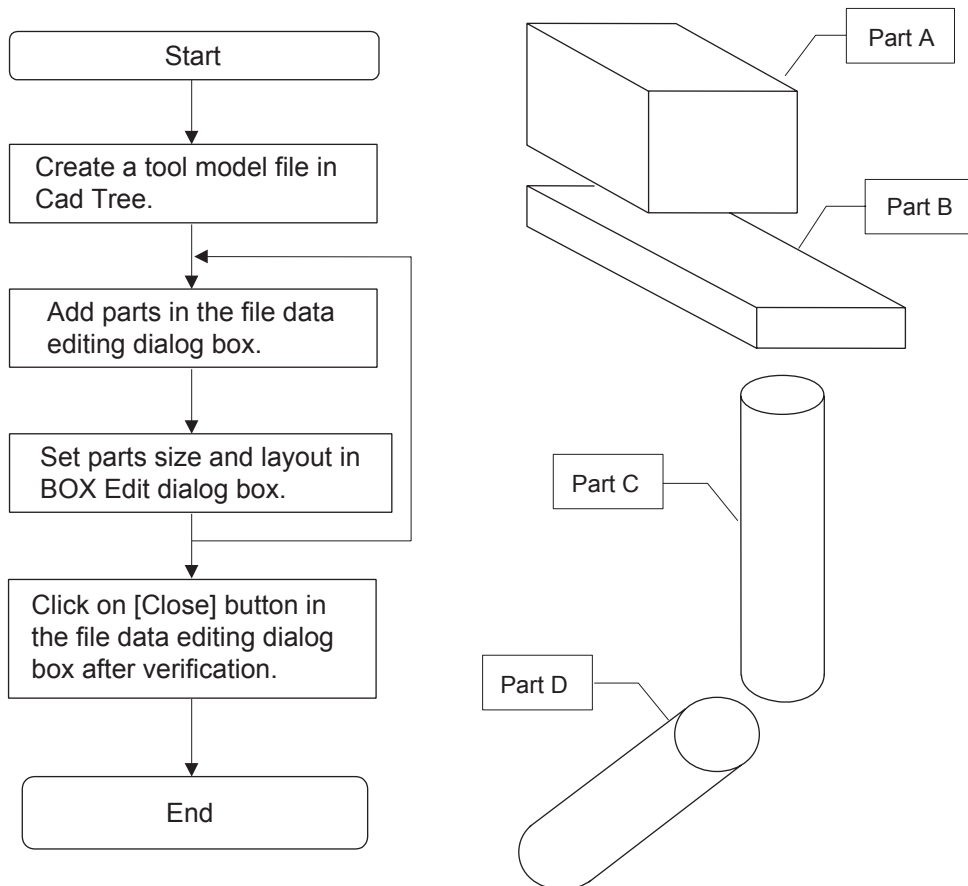 Start
Create a tool model file in
Cad Tree.
Add parts in the file data
editing dialog box.
Set parts size and layout in
BOX Edit dialog box.
Click on [Close] button in
the file data editing dialog
box after verification.
End
Part A
Part B
Part C
Part D